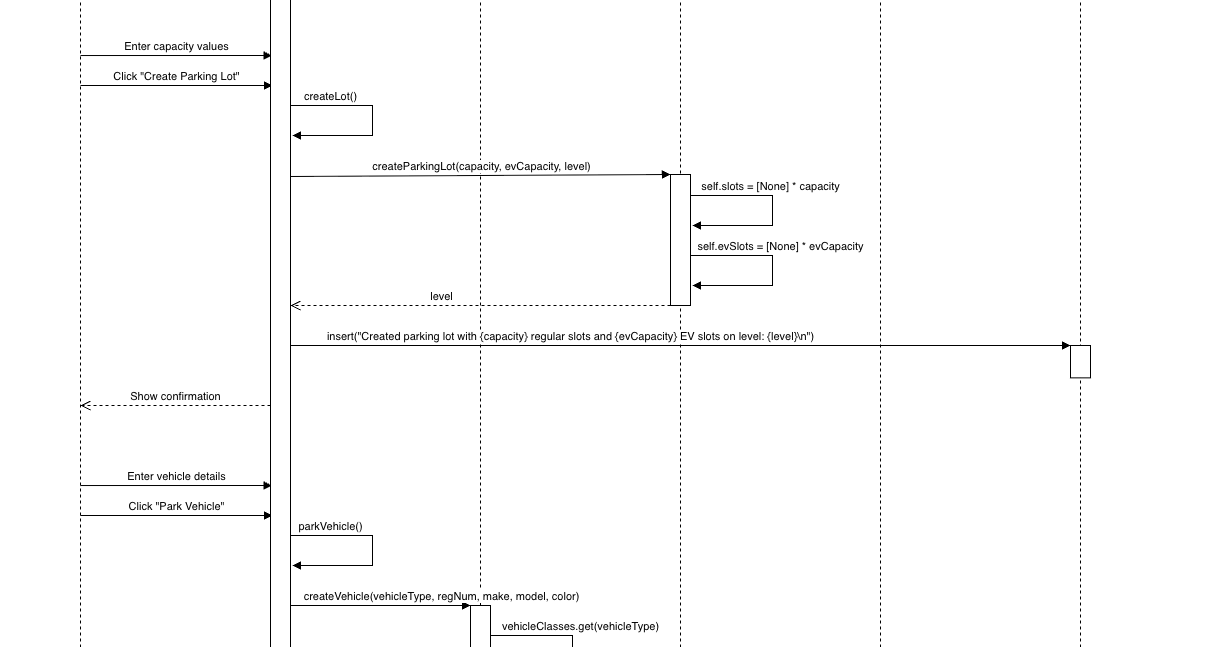 Enter capacity values
Click "Create Parking Lot"
createLot()
createParkingLot(capacity, evCapacity, level)
self.slots = [None] * capacity
self.evSlots = [None] * evCapacity
level
insert("Created parking lot with {capacity} regular slots and {evCapacity} EV slots on level: {level}\n")
Show confirmation
Enter vehicle details
Click "Park Vehicle"
parkVehicle()
createVehicle(vehicleType, regNum, make, model, color)
vehicleClasses.get(vehicleType)